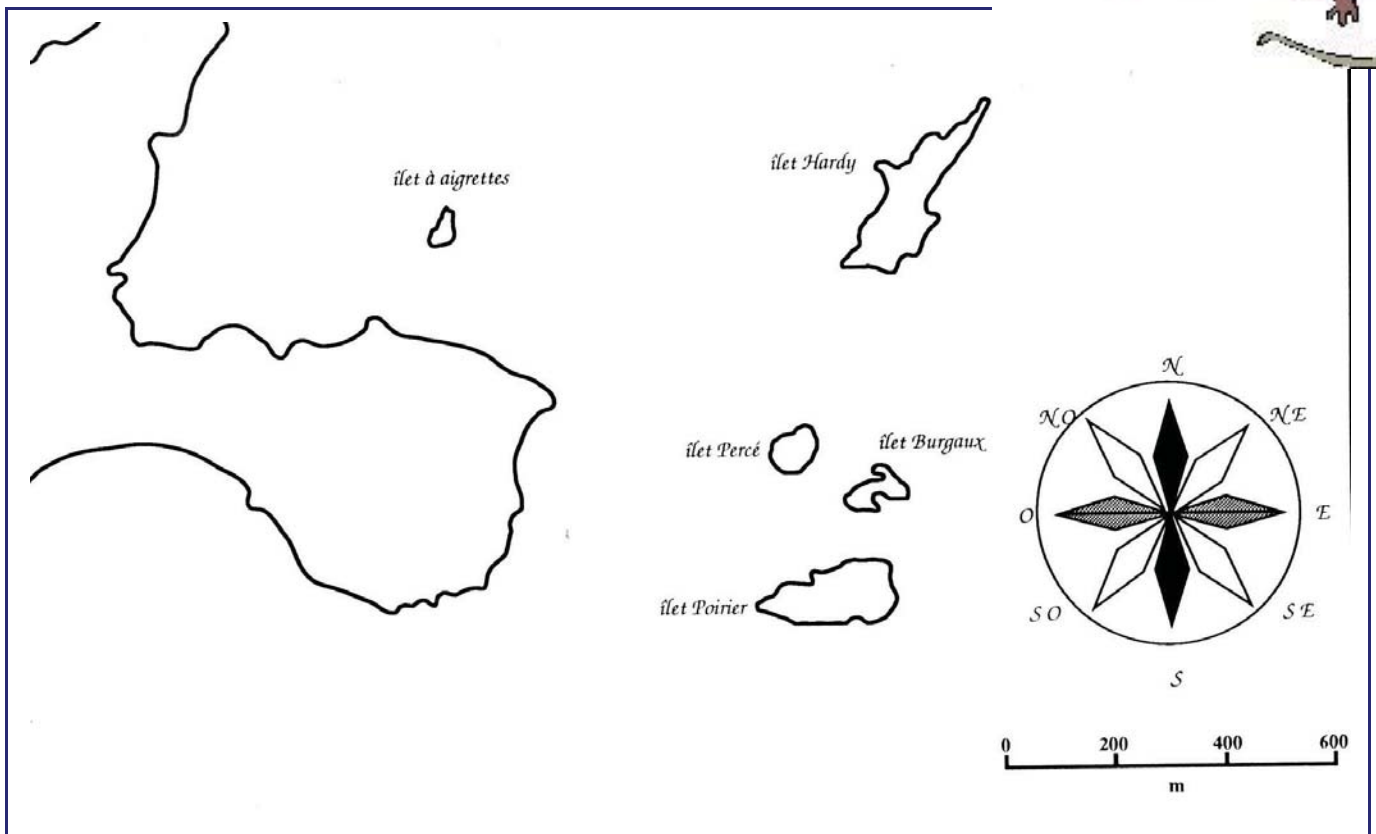 îlet Hardy
îlet à aigrettes
N
NO
NE
îlet Percé
îlet Burgaux
O
E
îlet Poirier
SO
SE
S
0 200 400 600
m